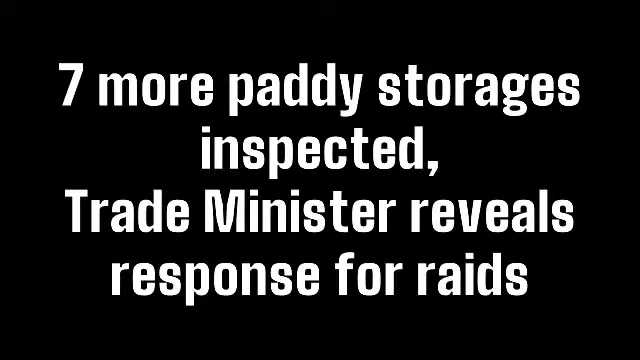 7 more paddy storages
inspected,
Trade Minister reveals
response for raids